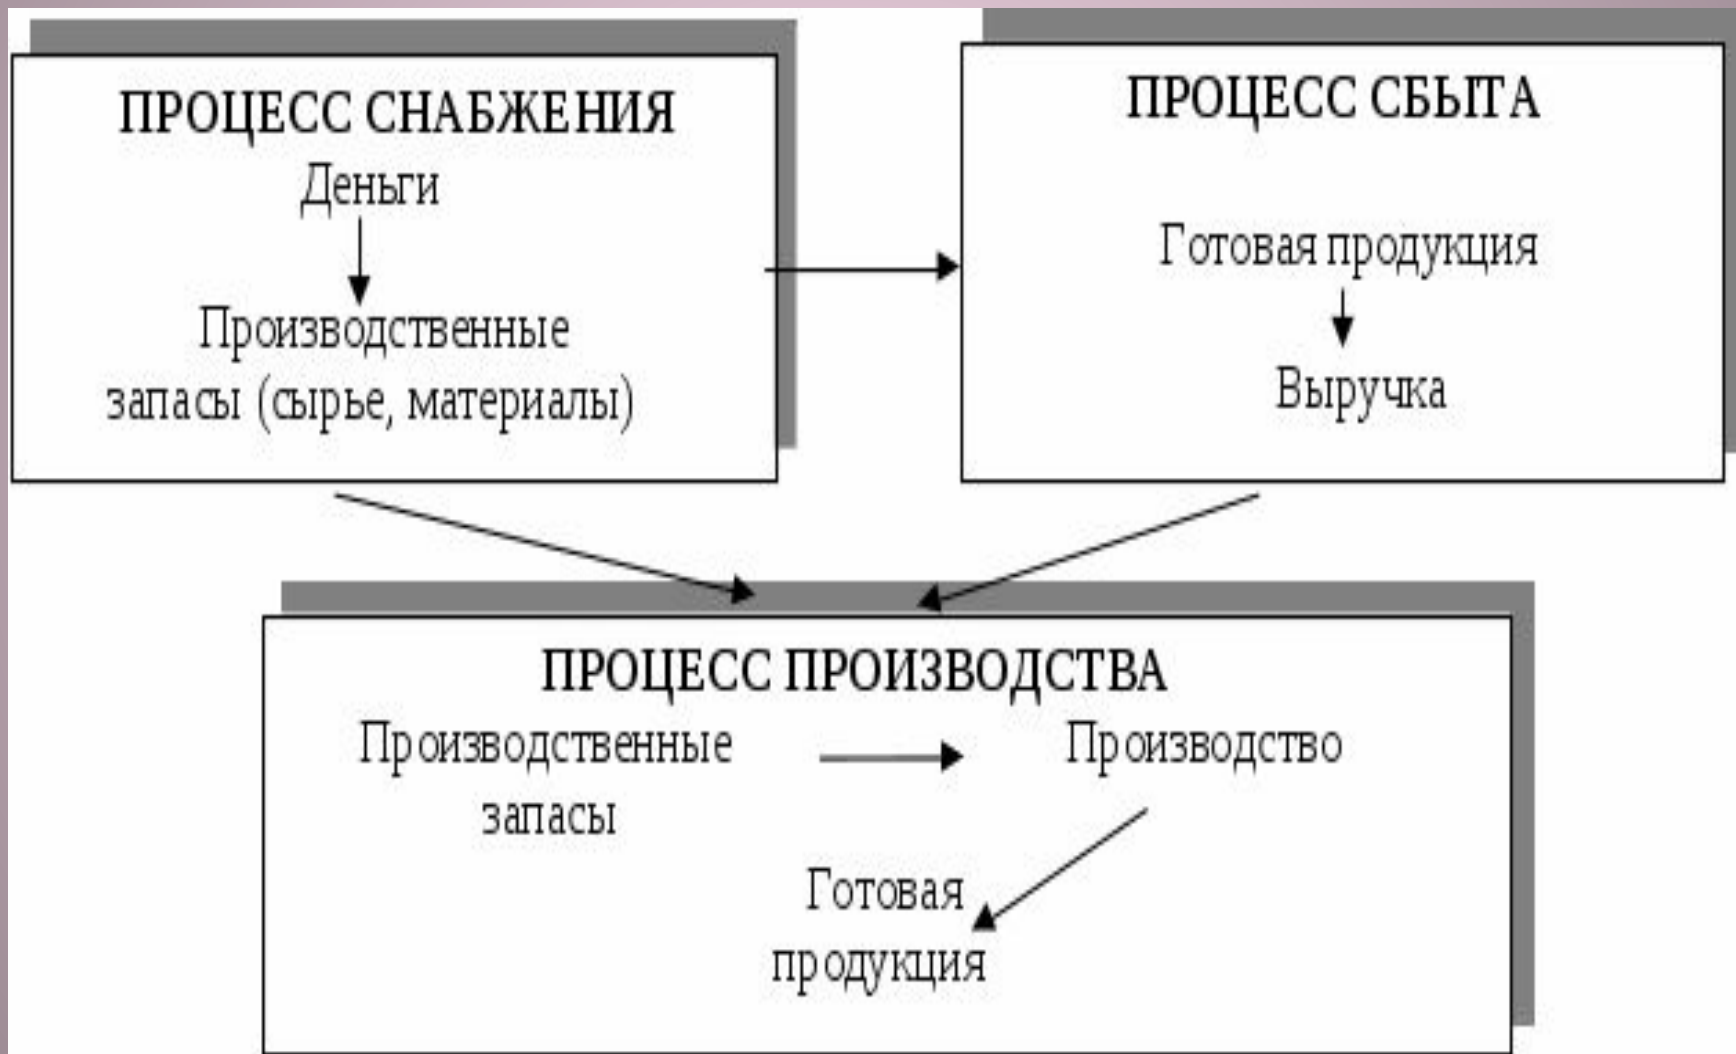 ПРОЦЕСС СНАБЖЕНИЯ
Деньги
Производственные
запасы (сырье, материалы)
ПРОЦЕСС СБЫТА
Готовая продукция
Выручка
ПРОЦЕСС ПРОИЗВОДСТВА
Производственные
запасы
Производство
Готовая
продукция